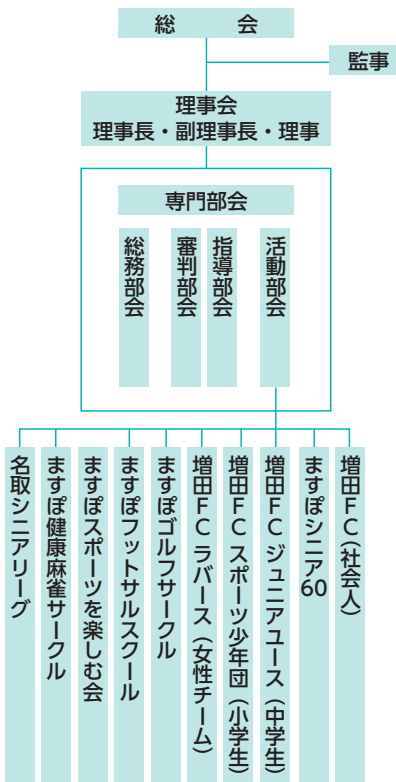 総　　会
監事
理事会
理事長・副理事長・理事
専門部会
総務部会
審判部会
指導部会
活動部会
名取シニアリーグ
ますぽ健康麻雀サークル
ますぽスポーツを楽しむ会
ますぽフットサルスクール
ますぽゴルフサークル
増田ＦＣ ラバース（女性チーム）
増田ＦＣ スポーツ少年団（小学生）
増田ＦＣ ジュニアユース（中学生）
ますぽシニア60
増田ＦＣ（社会人）